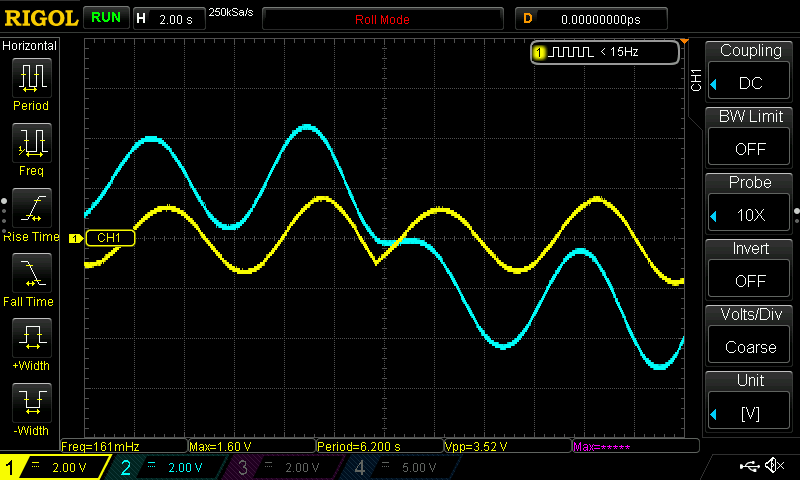 RIGOL RUN H 2.00 s 250kSa/s Roll Mode D 0.00000000ps
Horizontal
1 < 15Hz
Period
Freq
Rise Time
Fall Time
+Width
-Width
1 CH1
CH1
Coupling
DC
BW Limit
OFF
Probe
10X
Invert
OFF
Volts/Div
Coarse
Unit
[V]
Freq=161mHz Max=1.60 V Period=6.200 s Vpp=3.52 V Max=*****
1 = 2.00 V 2 = 2.00 V 3 = 2.00 V 4 = 5.00 V